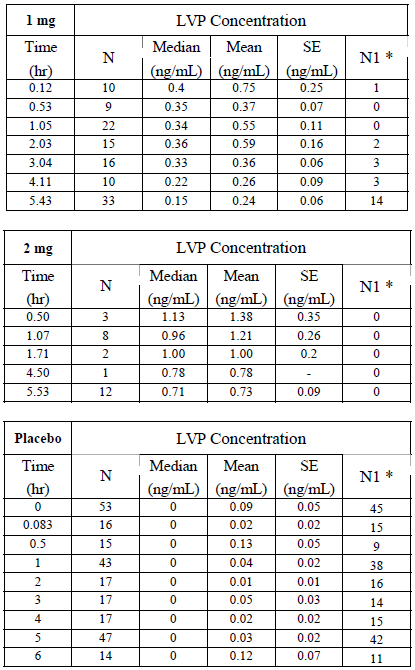 1 mg LVP Concentration
Time N Median Mean SE N1 *
(hr) (ng/mL) (ng/mL) (ng/mL)
0.12 10 0.4 0.75 0.25 1
0.53 9 0.35 0.37 0.07 0
1.05 22 0.34 0.55 0.11 0
2.03 15 0.36 0.59 0.16 2
3.04 16 0.33 0.36 0.06 3
4.11 10 0.22 0.26 0.09 3
5.43 33 0.15 0.24 0.06 14
2 mg LVP Concentration
Time N Median Mean SE N1 *
(hr) (ng/mL) (ng/mL) (ng/mL)
0.50 3 1.13 1.38 0.35 0
1.07 8 0.96 1.21 0.26 0
1.71 2 1.00 1.00 0.2 0
4.50 1 0.78 0.78 - 0
5.53 12 0.71 0.73 0.09 0
Placebo LVP Concentration
Time N Median Mean SE N1 *
(hr) (ng/mL) (ng/mL) (ng/mL)
0 53 0 0.09 0.05 45
0.083 16 0 0.02 0.02 15
0.5 15 0 0.13 0.05 9
1 43 0 0.04 0.02 38
2 17 0 0.01 0.01 16
3 17 0 0.05 0.03 14
4 17 0 0.02 0.02 15
5 47 0 0.03 0.02 42
6 14 0 0.12 0.07 11